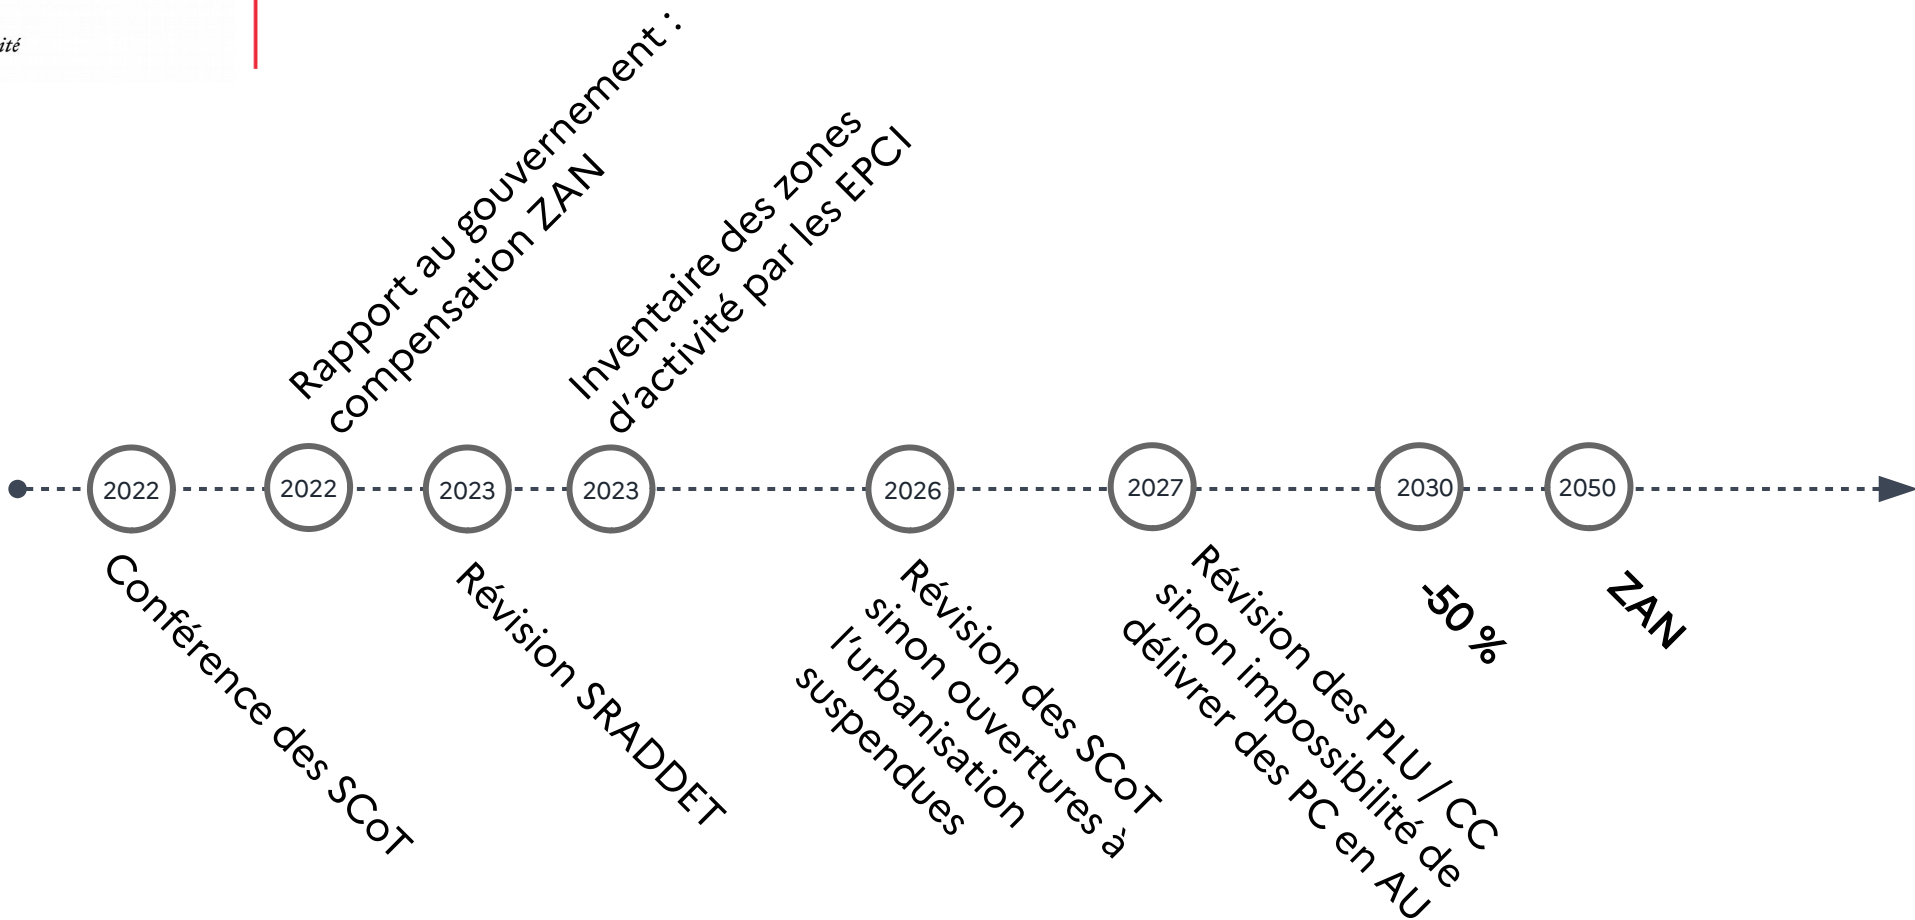 ité
Rapport au gouvernement :
compensation ZAN
Inventaire des zones
d'activité par les EPCI
2022
2022
2023
2023
2026
2027
2030
2050
Conférence des SCoT
Révision SRADDET
Révision des SCoT
sinon ouvertures à
l'urbanisation
suspendues
Révision des PLU / CC
sinon impossibilité de
délivrer des PC en AU
-50 %
ZAN